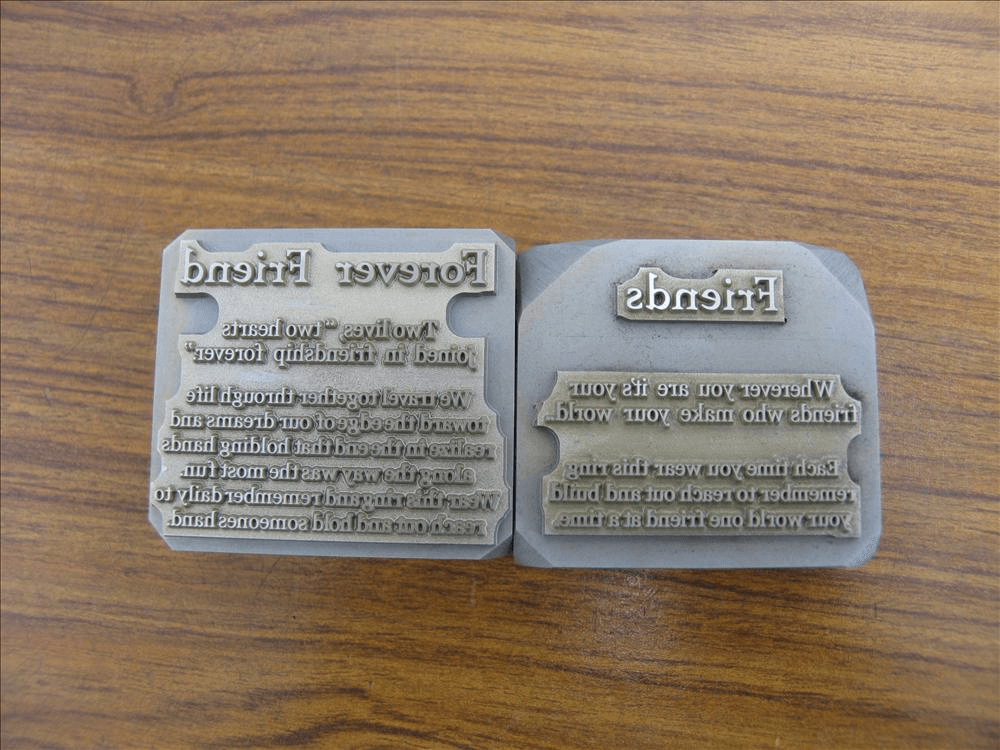 Forever Friend
Two lives, "two hearts
joined in friendship forever"
We travel together through life
toward the edge of our dreams and
realize in the end that holding hands
along the way was the most fun
Wear this ring and remember daily to
reach out and hold someones hand
Friends
Wherever you are it's your
friends who make your world.
Each time you wear this ring
remember to reach out and build
your world one friend at a time.